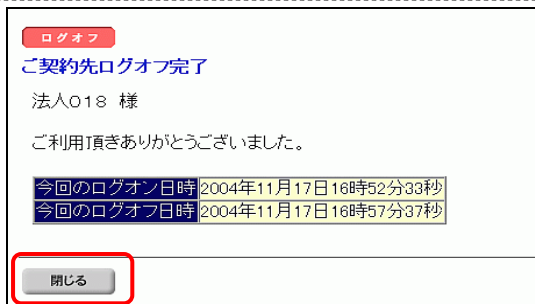 ログオフ
ご契約先ログオフ完了
法人018 様
ご利用頂きありがとうございました。
今回のログオン日時 2004年11月17日16時52分33秒
今回のログオフ日時 2004年11月17日16時57分37秒
閉じる